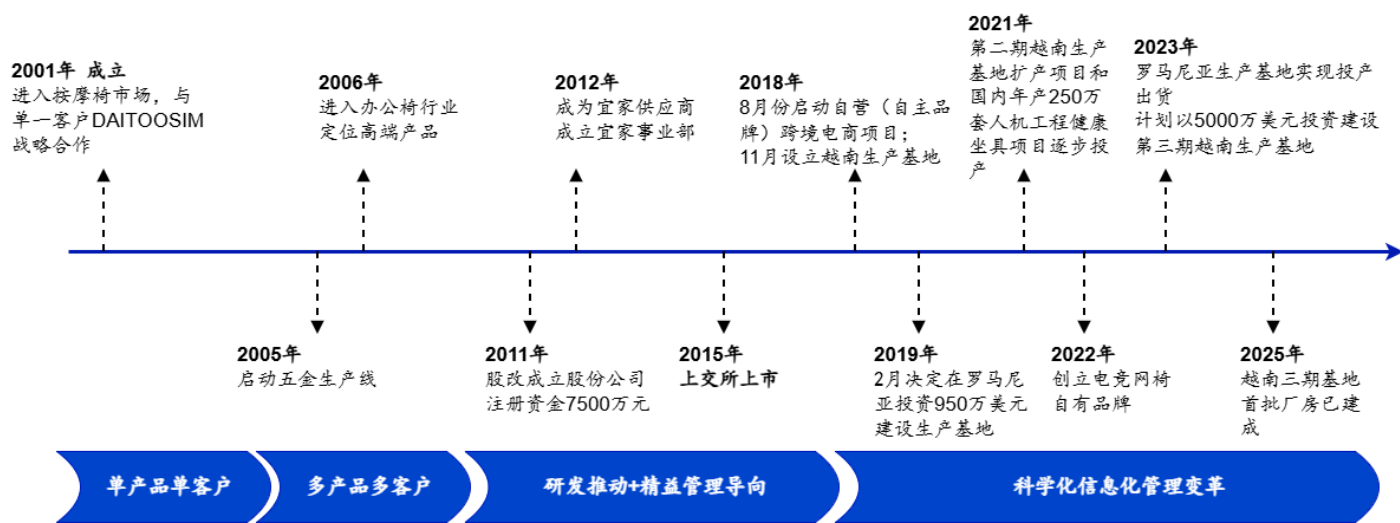 2001年 成立
进入按摩椅市场，与
单一客户DAITOOSIM
战略合作
2006年
进入办公椅行业
定位高端产品
2012年
成为宜家供应商
成立宜家事业部
2018年
8月份启动自营（自主品
牌）跨境电商项目；
11月设立越南生产基地
2021年
第二期越南生产
基地扩产项目和
国内年产250万
套人机工程健康
坐具项目逐步投
产
2023年
罗马尼亚生产基地实现投产
出货
计划以5000万美元投资建设
第三期越南生产基地
2005年
启动五金生产线
2011年
股改成立股份公司
注册资金7500万元
2015年
上交所上市
2019年
2月决定在罗马尼
亚投资950万美元
建设生产基地
2022年
创立电竞网椅
自有品牌
2025年
越南三期基地
首批厂房已建
成
单产品单客户
多产品多客户
研发推动+精益管理导向
科学化信息化管理变革